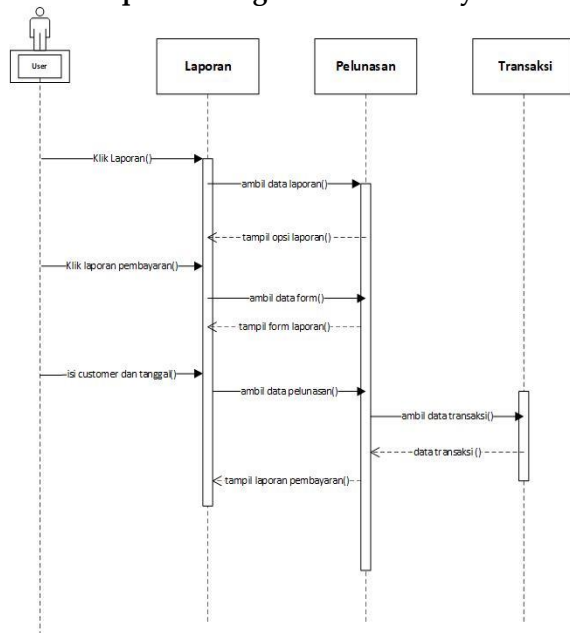 User
Laporan
Pelunasan
Transaksi
Klik Laporan()
ambil data laporan()
tampil opsi laporan()
Klik laporan pembayaran()
ambil data form()
tampil form laporan()
isi customer dan tanggal()
ambil data pelunasan()
ambil data transaksi()
data transaksi ()
tampil laporan pembayaran()